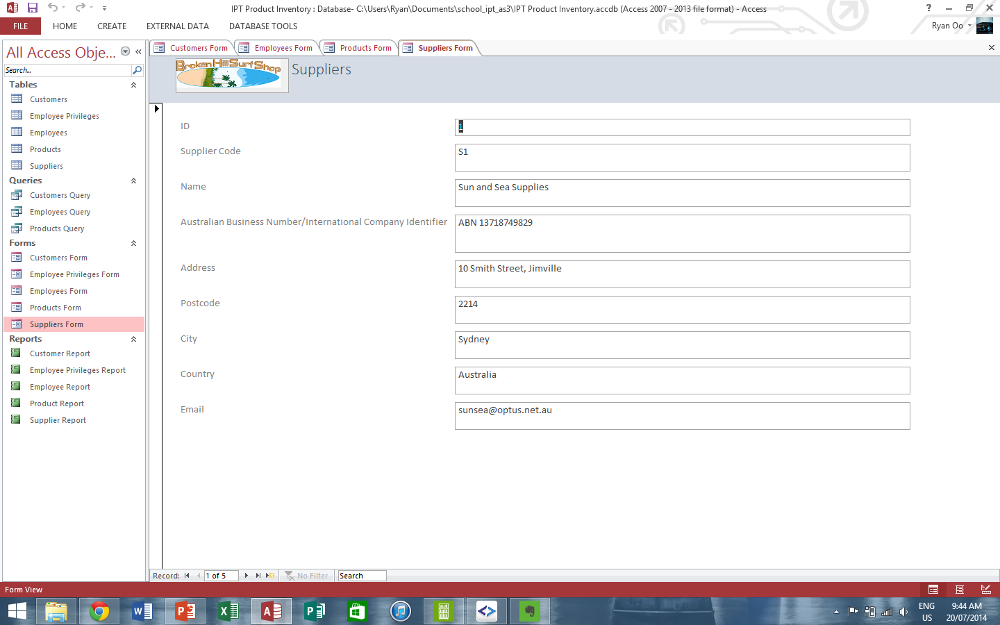 IPT Product Inventory : Database- C:\Users\Ryan\Documents\school_ipt_as3\IPT Product Inventory.accdb (Access 2007 - 2013 file format) - Access
FILE HOME CREATE EXTERNAL DATA DATABASE TOOLS Ryan Oo
All Access Obje...
Search...
Tables
Customers
Employee Privileges
Employees
Products
Suppliers
Queries
Customers Query
Employees Query
Products Query
Forms
Customers Form
Employee Privileges Form
Employees Form
Products Form
Suppliers Form
Reports
Customer Report
Employee Privileges Report
Employee Report
Product Report
Supplier Report
Customers Form Employees Form Products Form Suppliers Form
Broken Hill Surf Shop
Suppliers
ID 1
Supplier Code S1
Name Sun and Sea Supplies
Australian Business Number/International Company Identifier ABN 13718749829
Address 10 Smith Street, Jimville
Postcode 2214
City Sydney
Country Australia
Email sunsea@optus.net.au
Record: 1 of 5 No Filter Search
Form View
ENG 9:44 AM
US 20/07/2014